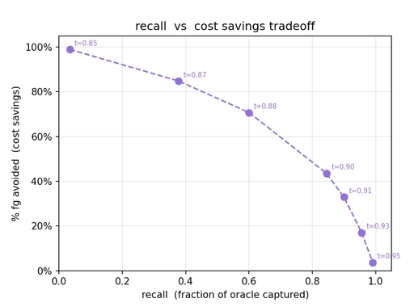 recall vs cost savings tradeoff
% fg avoided (cost savings)
100%
80%
60%
40%
20%
0%
t=0.85
t=0.87
t=0.88
t=0.90
t=0.91
t=0.93
t=0.95
0.0 0.2 0.4 0.6 0.8 1.0
recall (fraction of oracle captured)